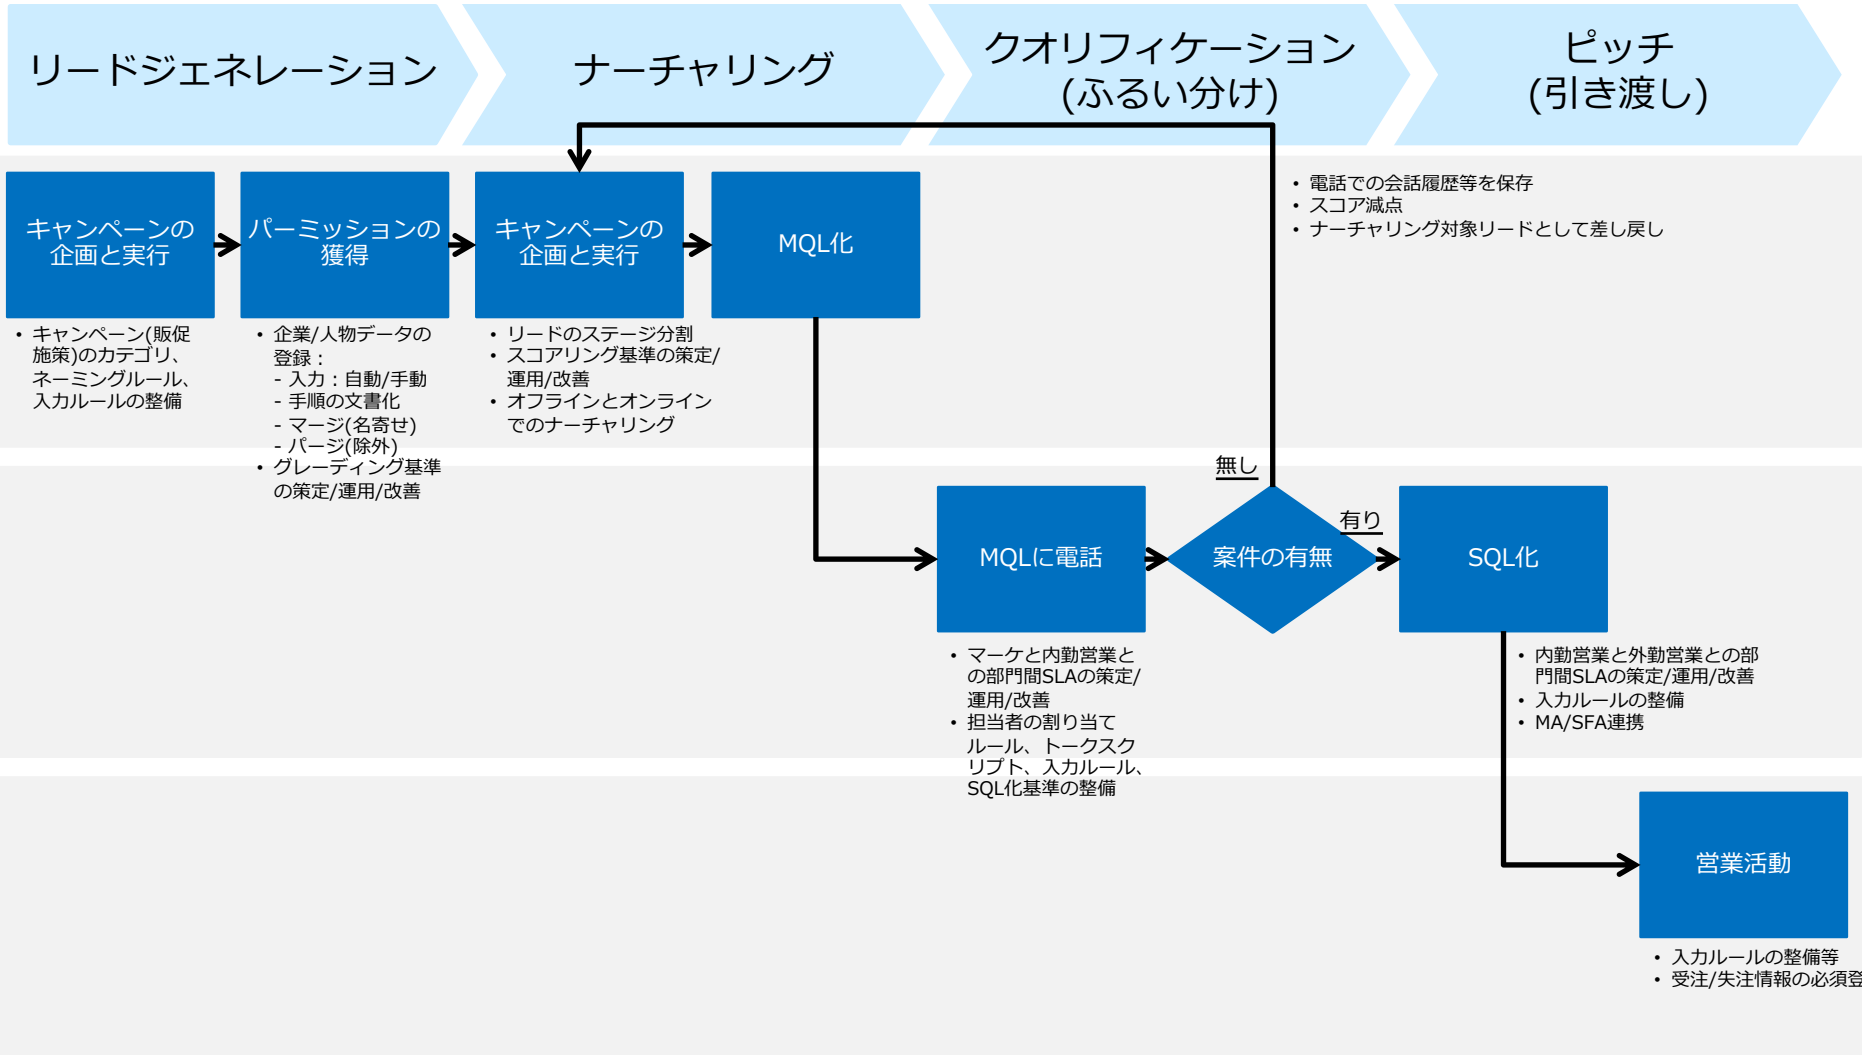 リードジェネレーション
ナーチャリング
クオリフィケーション
(ふるい分け)
ピッチ
(引き渡し)
キャンペーンの
企画と実行
パーミッションの
獲得
キャンペーンの
企画と実行
MQL化
• 電話での会話履歴等を保存
• スコア減点
• ナーチャリング対象リードとして差し戻し
• キャンペーン(販促
施策)のカテゴリ、
ネーミングルール、
入力ルールの整備
• 企業/人物データの
登録：
- 入力：自動/手動
- 手順の文書化
- マージ(名寄せ)
- パージ(除外)
• グレーディング基準
の策定/運用/改善
• リードのステージ分割
• スコアリング基準の策定/
運用/改善
• オフラインとオンライン
でのナーチャリング
無し
有り
MQLに電話
案件の有無
SQL化
• マーケと内勤営業と
の部門間SLAの策定/
運用/改善
• 担当者の割り当て
ルール、トークスク
リプト、入力ルール、
SQL化基準の整備
• 内勤営業と外勤営業との部
門間SLAの策定/運用/改善
• 入力ルールの整備
• MA/SFA連携
営業活動
• 入力ルールの整備等
• 受注/失注情報の必須登